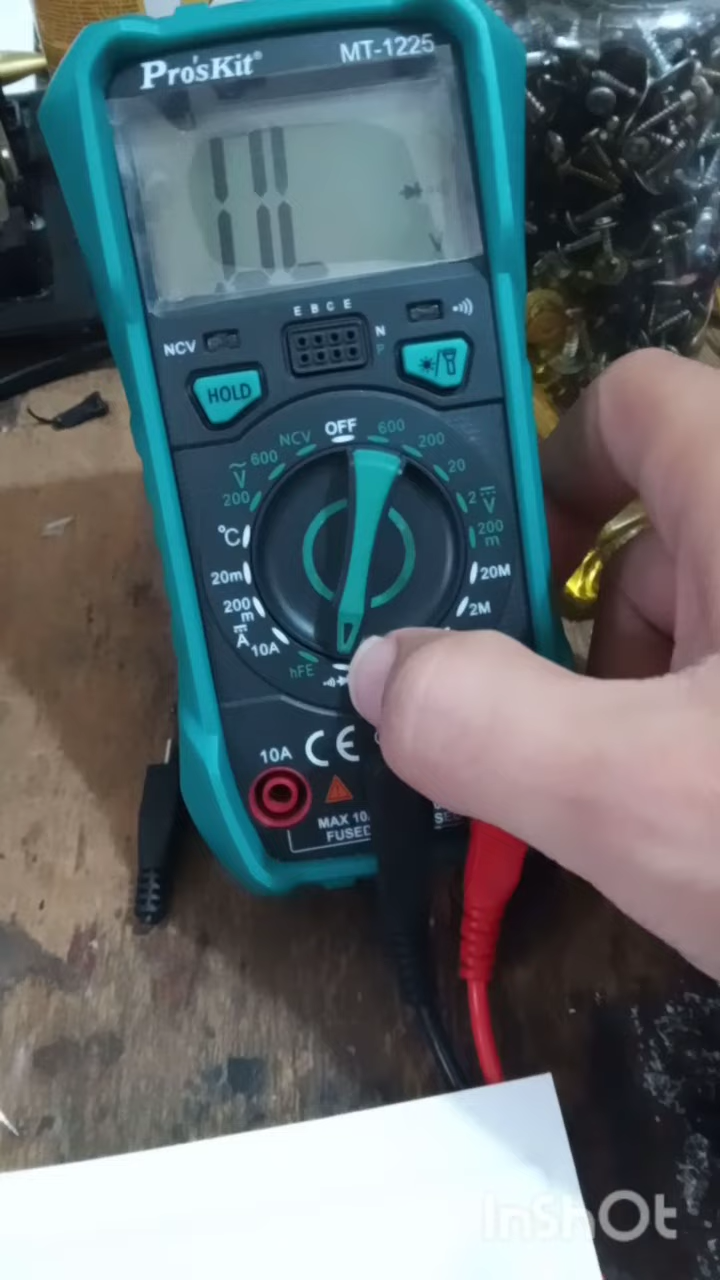 Pro'sKit®
MT-1225
E B C E
NCV
N
P
HOLD
OFF
NCV
600
200
20
2
200
m
V
20M
2M
600
200
V
°C
20m
200
m
A
10A
hFE
10A
CE
MAX 10
FUSED
InShOt